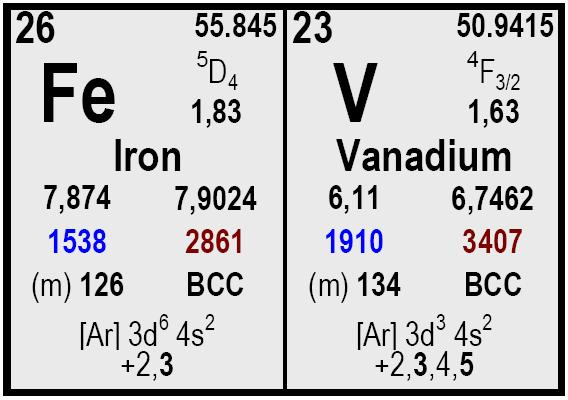 26 55.845
Fe ⁵D₄
1,83
Iron
7,874 7,9024
1538 2861
(m) 126 BCC
[Ar] 3d⁶ 4s²
+2,3
23 50.9415
V ⁴F₃/₂
1,63
Vanadium
6,11 6,7462
1910 3407
(m) 134 BCC
[Ar] 3d³ 4s²
+2,3,4,5